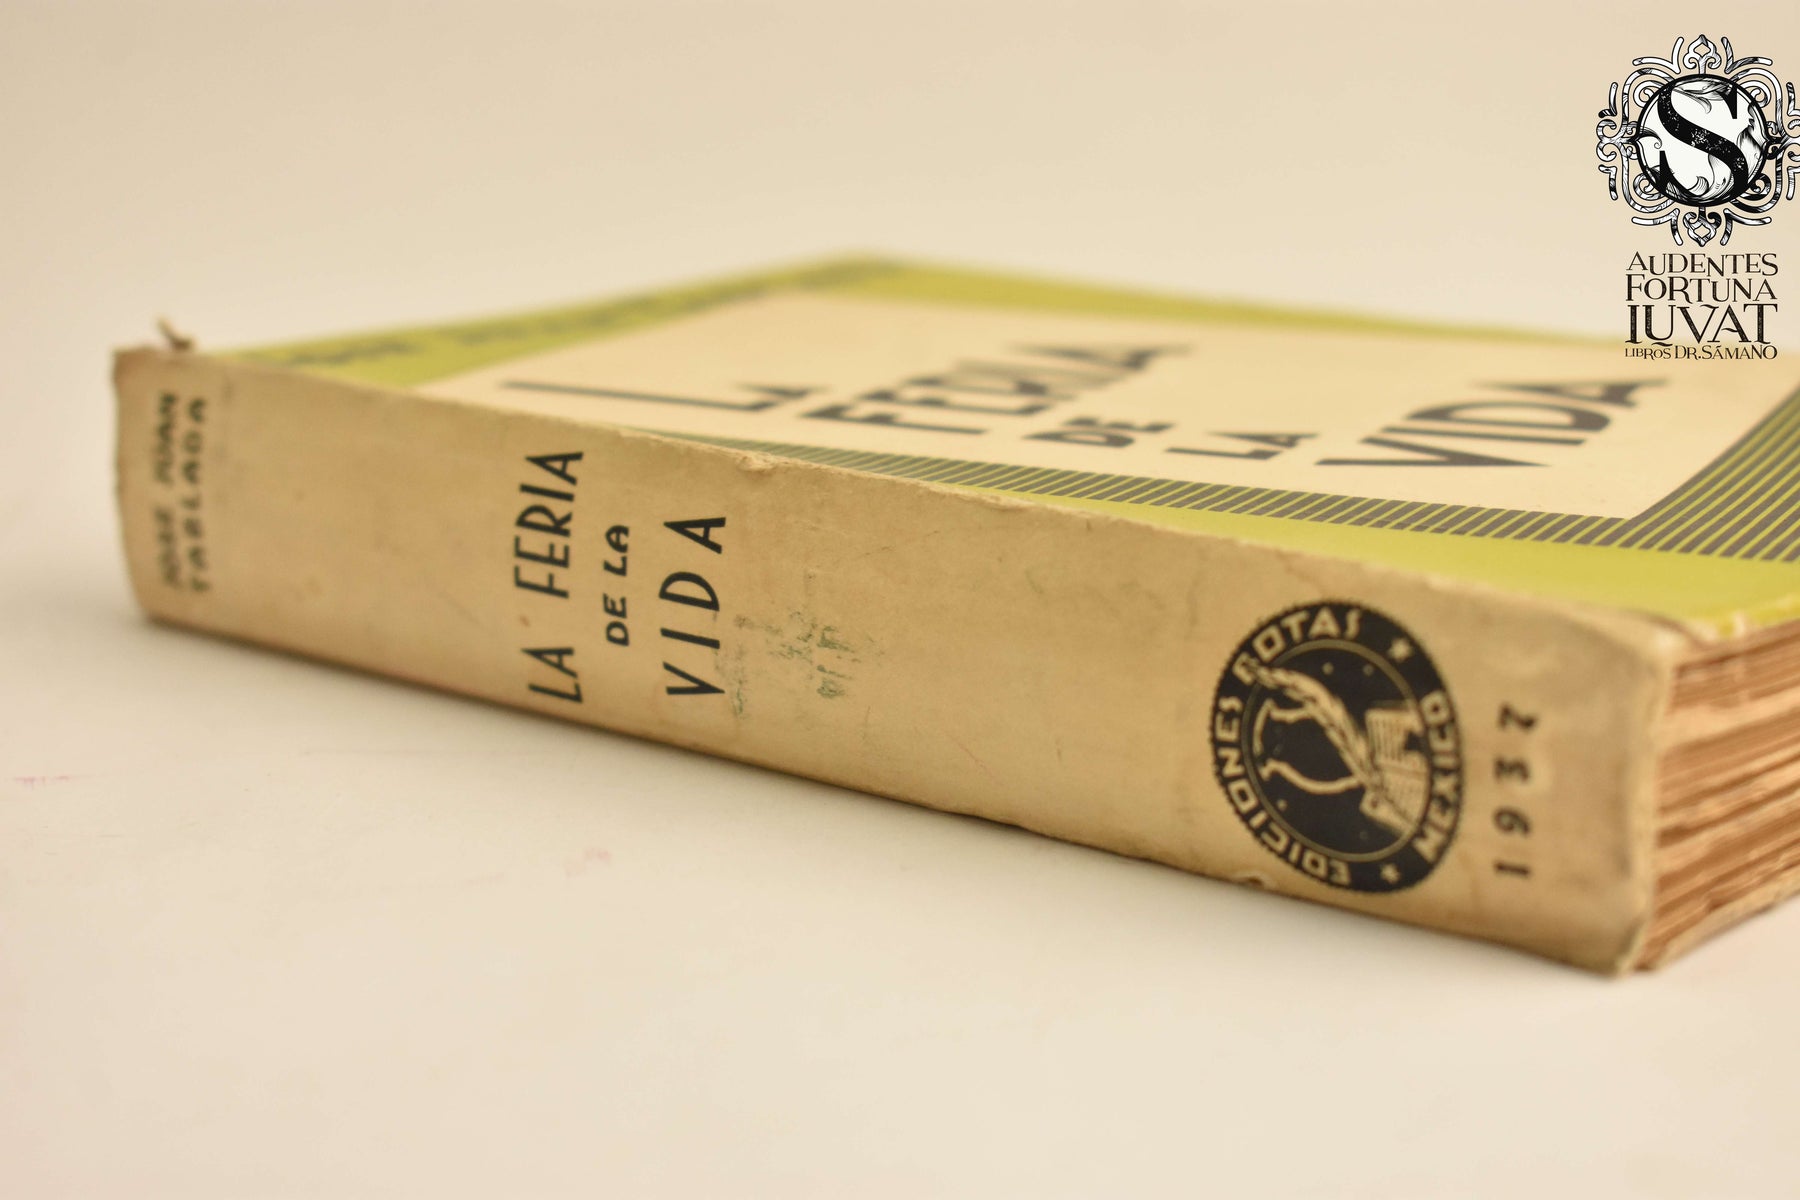 JOSE JUAN
TABLADA
LA FERIA
DE LA
VIDA
EDICIONES BOTAS
MEXICO
1937
LA
FERIA
DE
LA
VIDA
S
AUDENTES
FORTUNA
IUVAT
LIBROS DR. SÁMANO